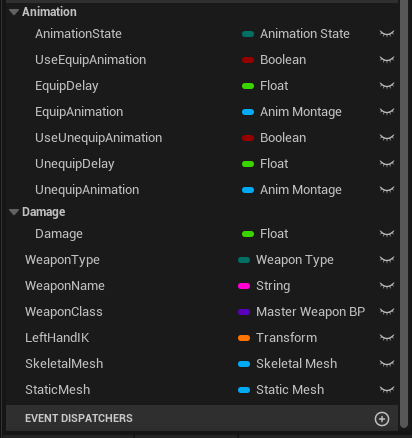 Animation
AnimationState Animation State
UseEquipAnimation Boolean
EquipDelay Float
EquipAnimation Anim Montage
UseUnequipAnimation Boolean
UnequipDelay Float
UnequipAnimation Anim Montage
Damage
Damage Float
WeaponType Weapon Type
WeaponName String
WeaponClass Master Weapon BP
LeftHandIK Transform
SkeletalMesh Skeletal Mesh
StaticMesh Static Mesh
EVENT DISPATCHERS